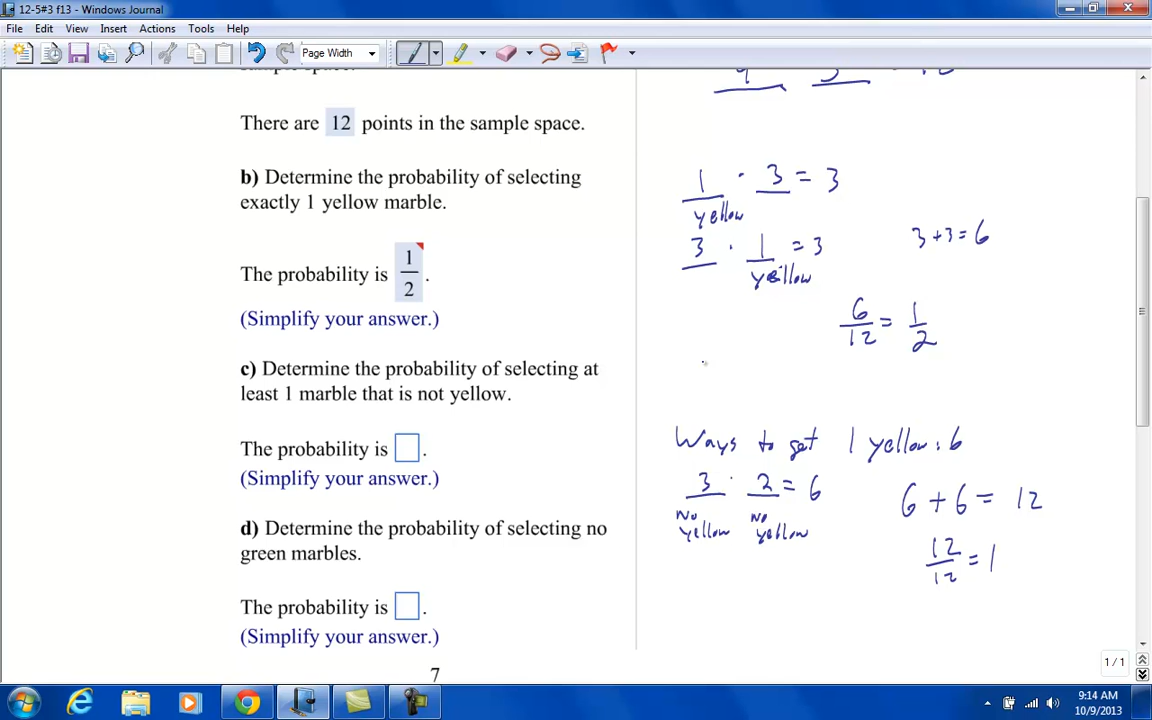 12-5#3 f13 - Windows Journal
File Edit View Insert Actions Tools Help
Page Width
There are 12 points in the sample space.
b) Determine the probability of selecting
exactly 1 yellow marble.
The probability is 1/2.
(Simplify your answer.)
c) Determine the probability of selecting at
least 1 marble that is not yellow.
The probability is .
(Simplify your answer.)
d) Determine the probability of selecting no
green marbles.
The probability is .
(Simplify your answer.)
7
1 · 3 = 3
yellow
3 · 1 = 3
yellow
3 + 3 = 6
6/12 = 1/2
Ways to get 1 yellow: 6
3 · 2 = 6
No No
yellow yellow
6 + 6 = 12
12/12 = 1
1/1
9:14 AM
10/9/2013